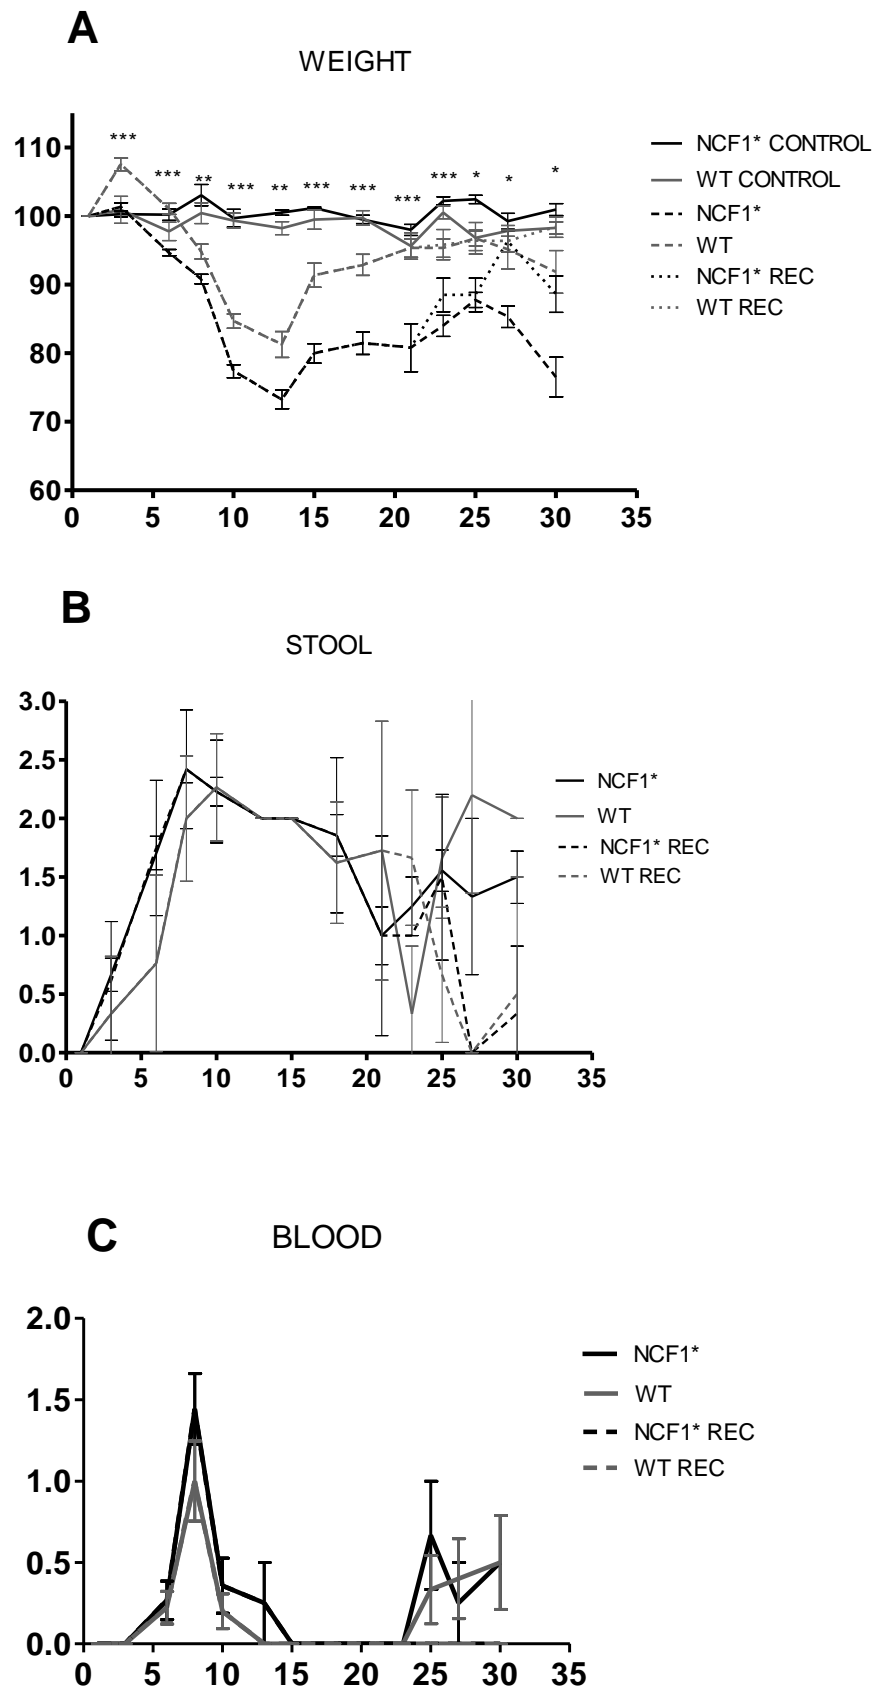 A
WEIGHT
110
100
90
80
70
60
0 5 10 15 20 25 30 35
*** *** ** *** ** *** *** *** *** * * *
NCF1* CONTROL
WT CONTROL
NCF1*
WT
NCF1* REC
WT REC
B
STOOL
3.0
2.5
2.0
1.5
1.0
0.5
0.0
0 5 10 15 20 25 30 35
NCF1*
WT
NCF1* REC
WT REC
C
BLOOD
2.0
1.5
1.0
0.5
0.0
0 5 10 15 20 25 30 35
NCF1*
WT
NCF1* REC
WT REC